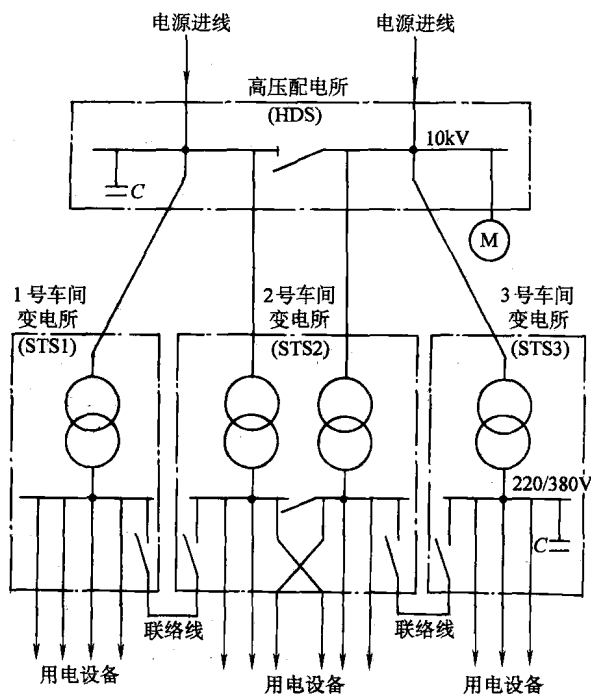 电源进线
电源进线
高压配电所
(HDS)
10kV
C
M
1号车间
变电所
(STS1)
2号车间
变电所
(STS2)
3号车间
变电所
(STS3)
220/380V
C
联络线
联络线
用电设备
用电设备
用电设备